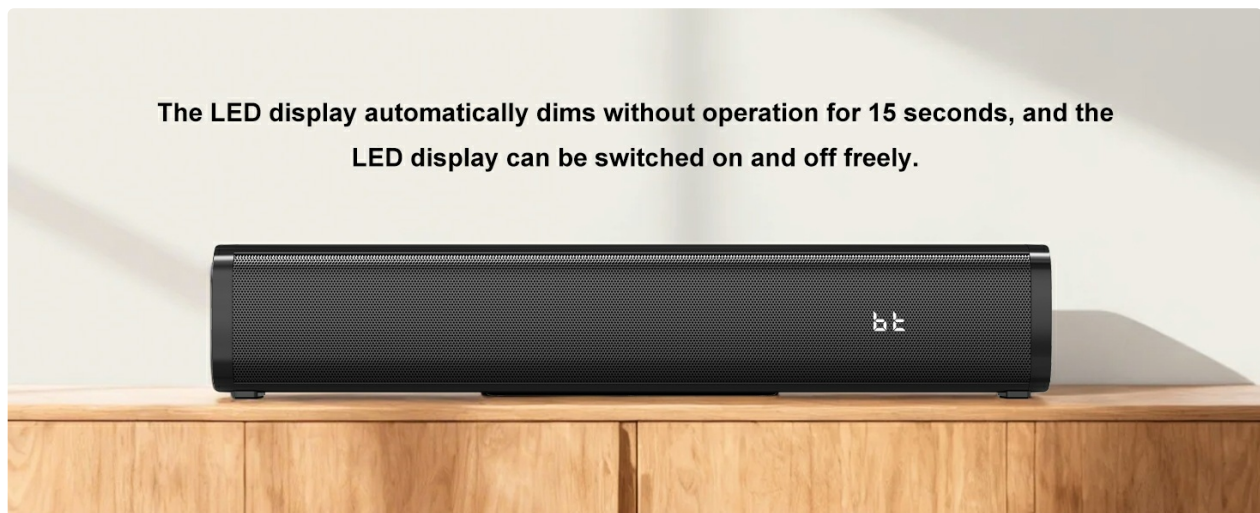 The LED display automatically dims without operation for 15 seconds, and the
LED display can be switched on and off freely.
bt